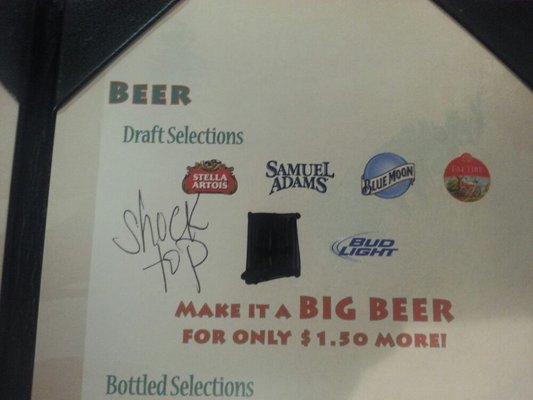 BEER
Draft Selections
STELLA ARTOIS
SAMUEL ADAMS
BLUE MOON
FAT TIRE
shock top
BUD LIGHT
MAKE IT A BIG BEER
FOR ONLY $1.50 MORE!
Bottled Selections